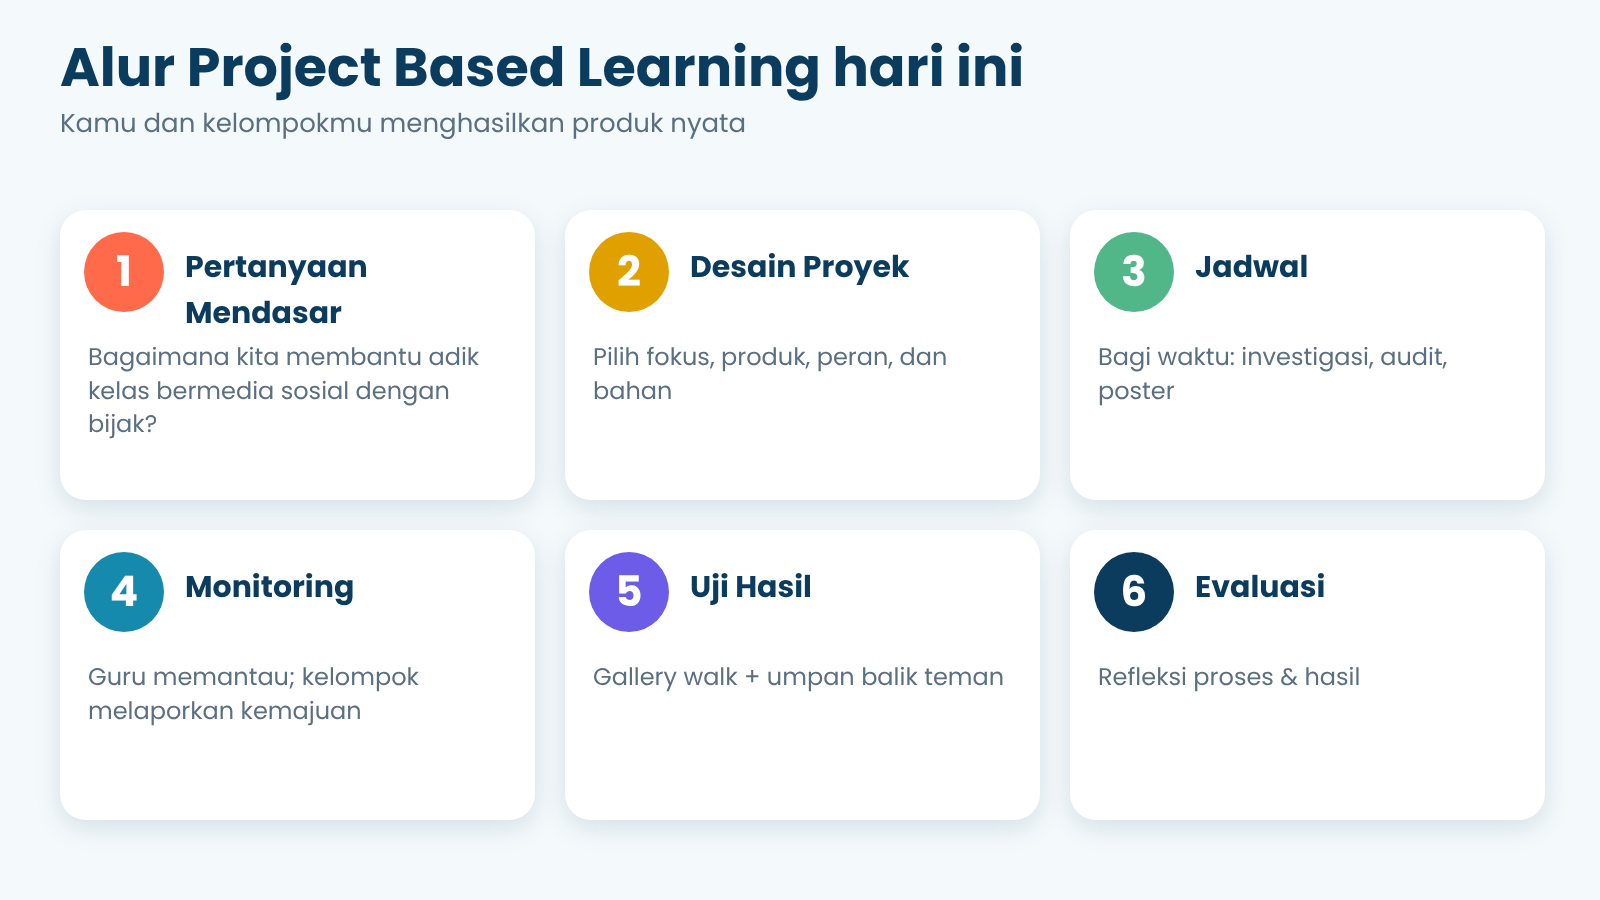 Alur Project Based Learning hari ini
Kamu dan kelompokmu menghasilkan produk nyata
1
Pertanyaan
Mendasar
Bagaimana kita membantu adik
kelas bermedia sosial dengan
bijak?
2
Desain Proyek
Pilih fokus, produk, peran, dan
bahan
3
Jadwal
Bagi waktu: investigasi, audit,
poster
4
Monitoring
Guru memantau; kelompok
melaporkan kemajuan
5
Uji Hasil
Gallery walk + umpan balik teman
6
Evaluasi
Refleksi proses & hasil